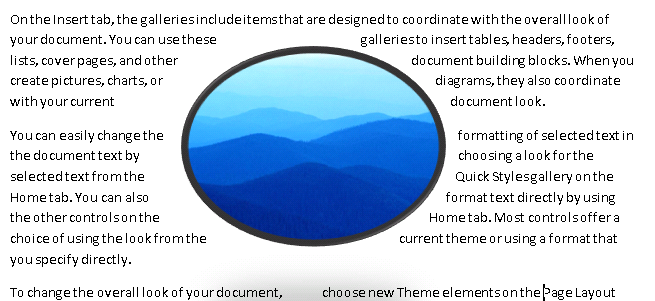 On the Insert tab, the galleries include items that are designed to coordinate with the overall look of
your document. You can use these galleries to insert tables, headers, footers,
lists, cover pages, and other document building blocks. When you
create pictures, charts, or diagrams, they also coordinate
with your current document look.
You can easily change the formatting of selected text in
the document text by choosing a look for the
selected text from the Quick Styles gallery on the
Home tab. You can also format text directly by using
the other controls on the Home tab. Most controls offer a
choice of using the look from the current theme or using a format that
you specify directly.
To change the overall look of your document, choose new Theme elements on the Page Layout